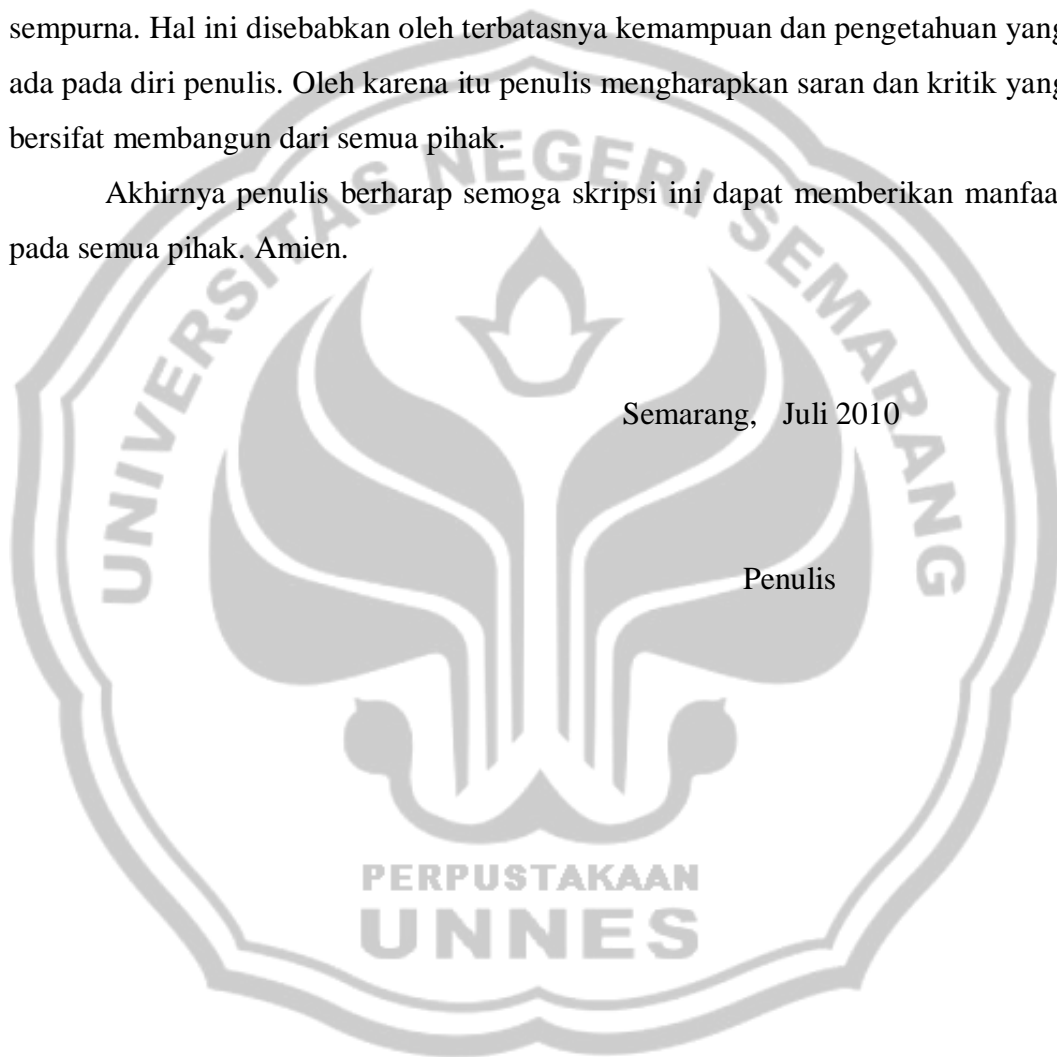 sempurna. Hal ini disebabkan oleh terbatasnya kemampuan dan pengetahuan yang
ada pada diri penulis. Oleh karena itu penulis mengharapkan saran dan kritik yang
bersifat membangun dari semua pihak.
Akhirnya penulis berharap semoga skripsi ini dapat memberikan manfaa
pada semua pihak. Amien.
Semarang, Juli 2010
Penulis
UNIVERSITAS NEGERI SEMARANG
PERPUSTAKAAN
UNNES